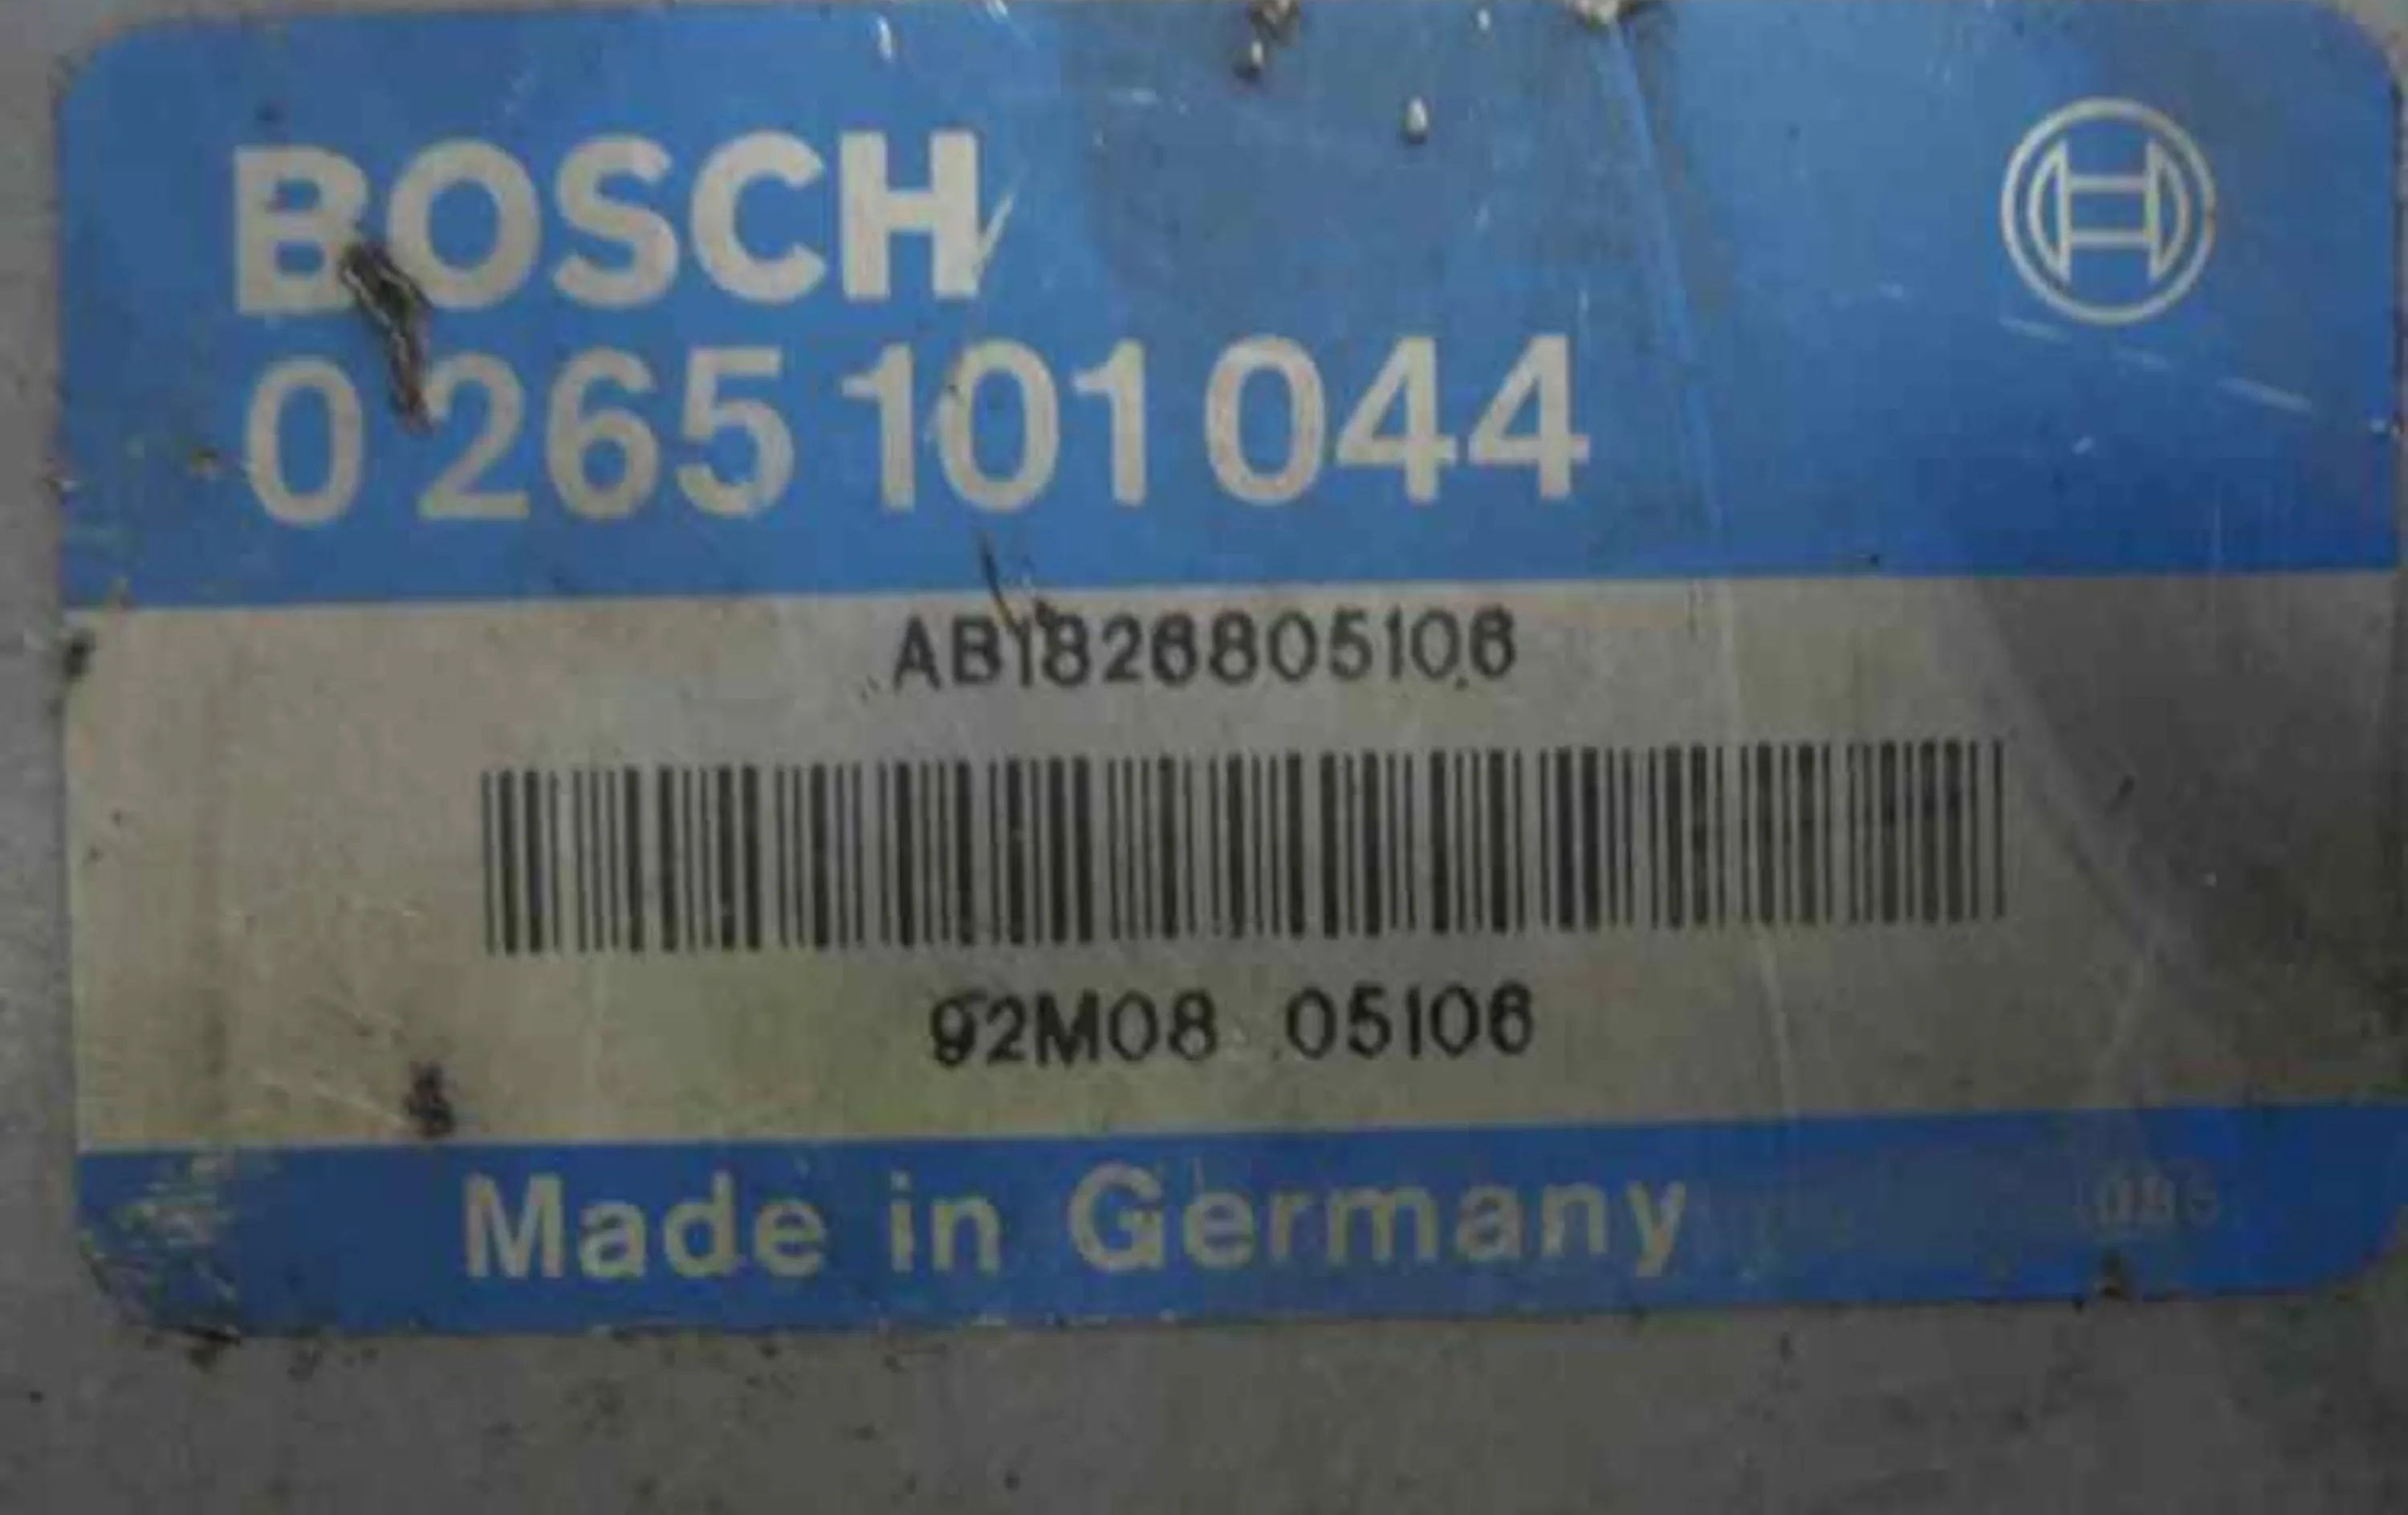 BOSCH
0 265 101 044
AB1826805106
92M08 05106
Made in Germany